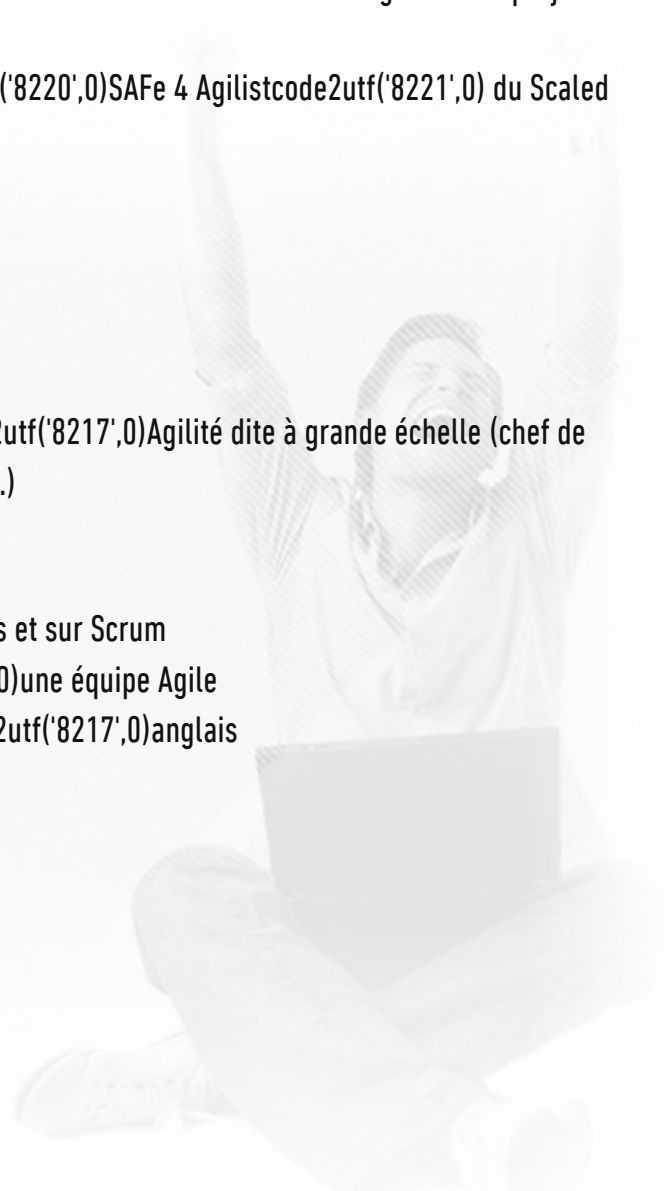 ('8220',0)SAFe 4 Agilistcode2utf('8221',0) du Scaled
2utf('8217',0)Agilité dite à grande échelle (chef de
.)
s et sur Scrum
0)une équipe Agile
2utf('8217',0)anglais